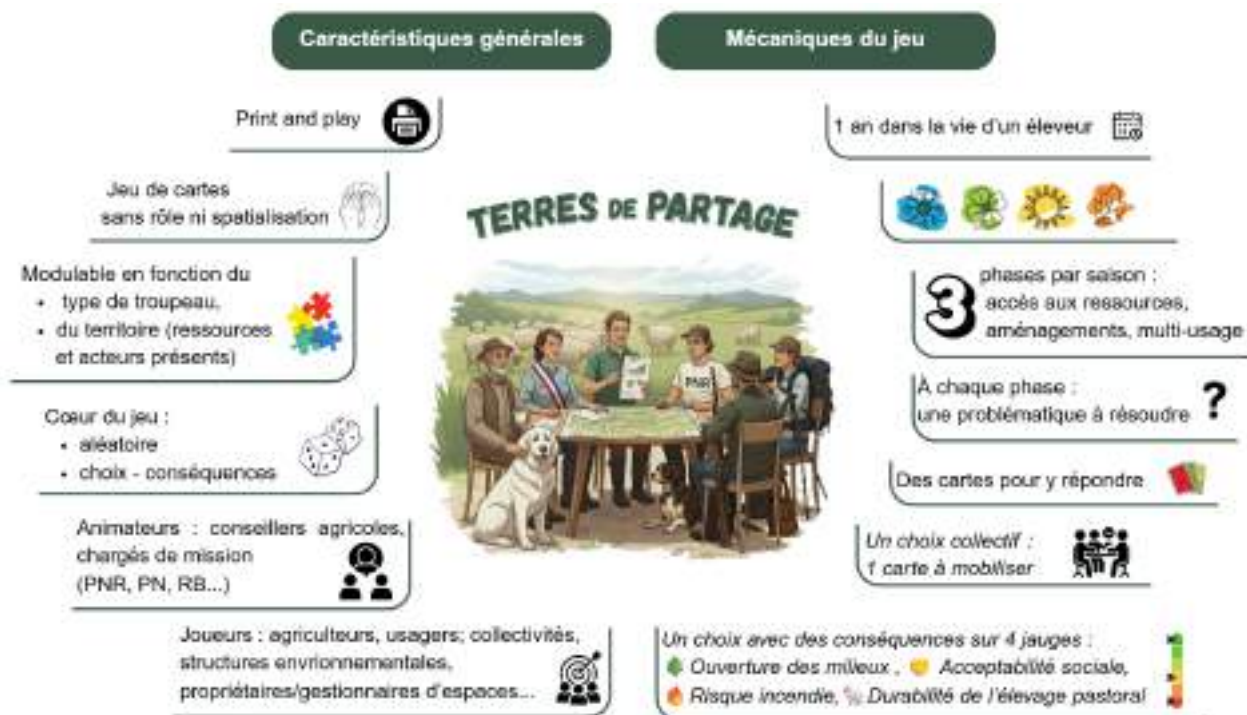 Caractéristiques générales
Mécaniques du jeu
Print and play
Jeu de cartes
sans rôle ni spatialisation
Modulable en fonction du
• type de troupeau,
• du territoire (ressources
et acteurs présents)
Cœur du jeu :
• aléatoire
• choix - conséquences
Animateurs : conseillers agricoles,
chargés de mission
(PNR, PN, RB...)
Joueurs : agriculteurs, usagers; collectivités,
structures envrionnementales,
propriétaires/gestionnaires d'espaces...
TERRES DE PARTAGE
PNR
1 an dans la vie d'un éleveur
3
phases par saison :
accès aux ressources,
aménagements, multi-usage
À chaque phase :
une problématique à résoudre ?
Des cartes pour y répondre
Un choix collectif :
1 carte à mobiliser
Un choix avec des conséquences sur 4 jauges :
Ouverture des milieux , Acceptabilité sociale,
Risque incendie, Durabilité de l'élevage pastoral